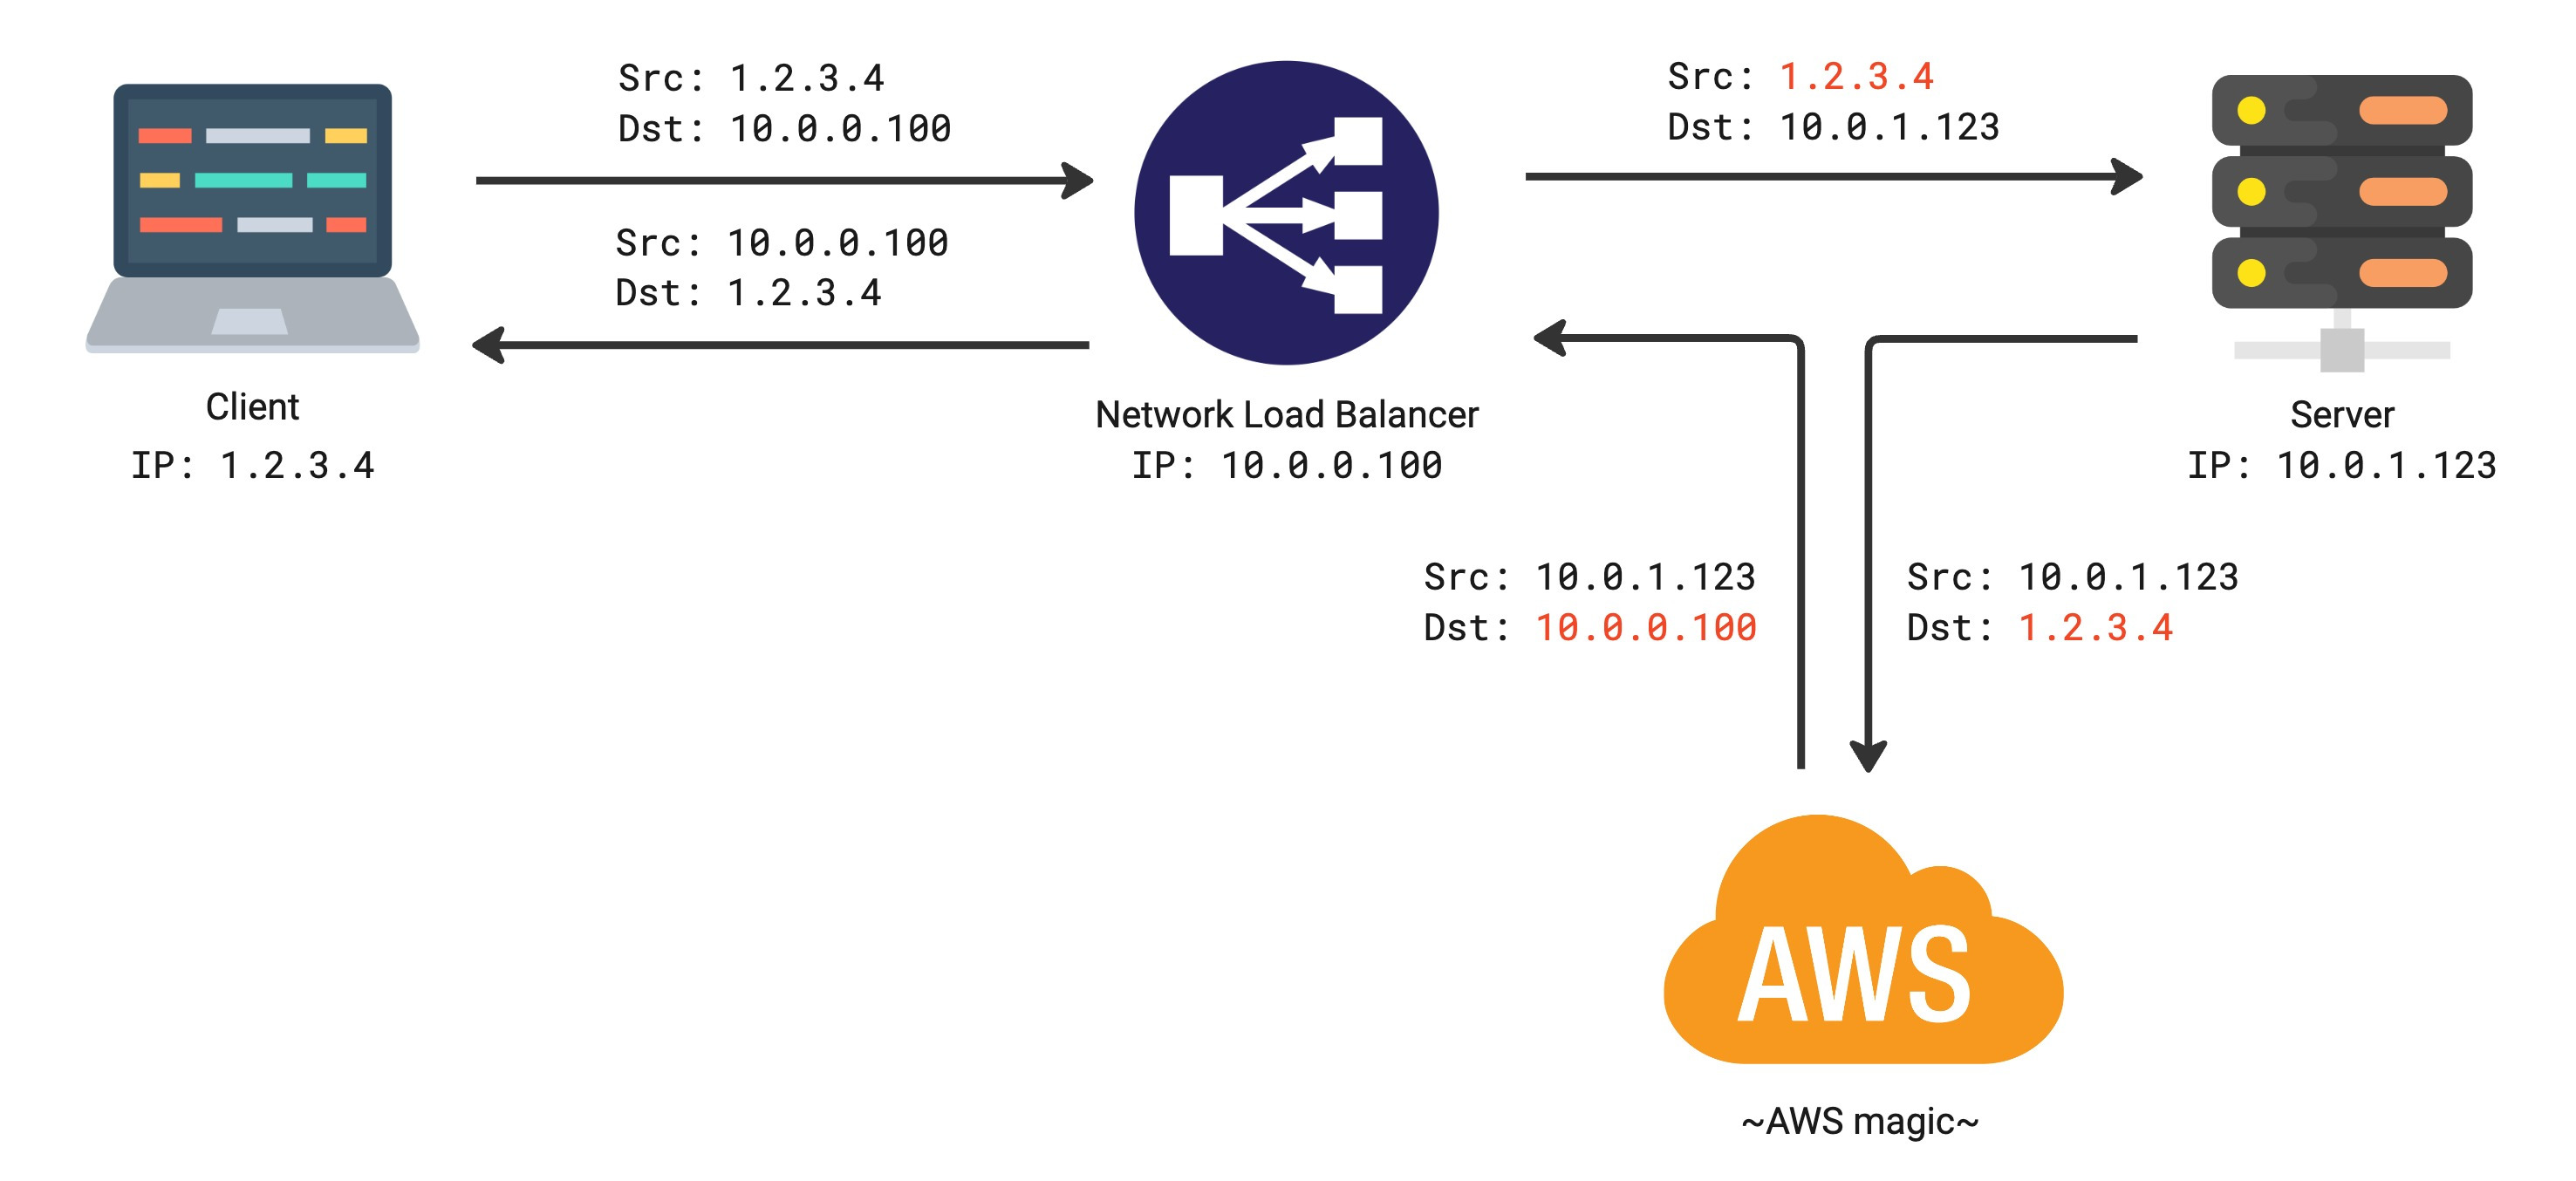 Src: 1.2.3.4
Dst: 10.0.0.100
Src: 10.0.0.100
Dst: 1.2.3.4
Src: 1.2.3.4
Dst: 10.0.1.123
Client
IP: 1.2.3.4
Network Load Balancer
IP: 10.0.0.100
Server
IP: 10.0.1.123
Src: 10.0.1.123
Dst: 10.0.0.100
Src: 10.0.1.123
Dst: 1.2.3.4
AWS
~AWS magic~